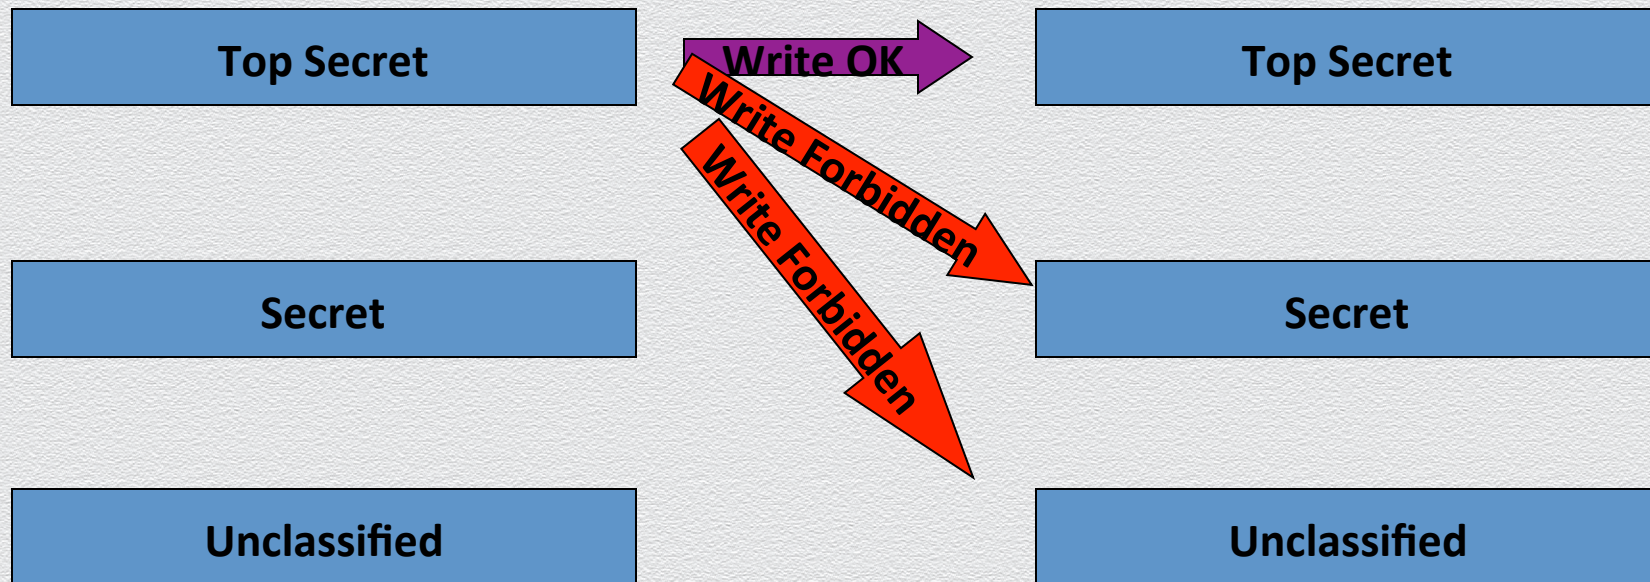 Top Secret
Write OK
Top Secret
Write Forbidden
Write Forbidden
Secret
Secret
Unclassified
Unclassified